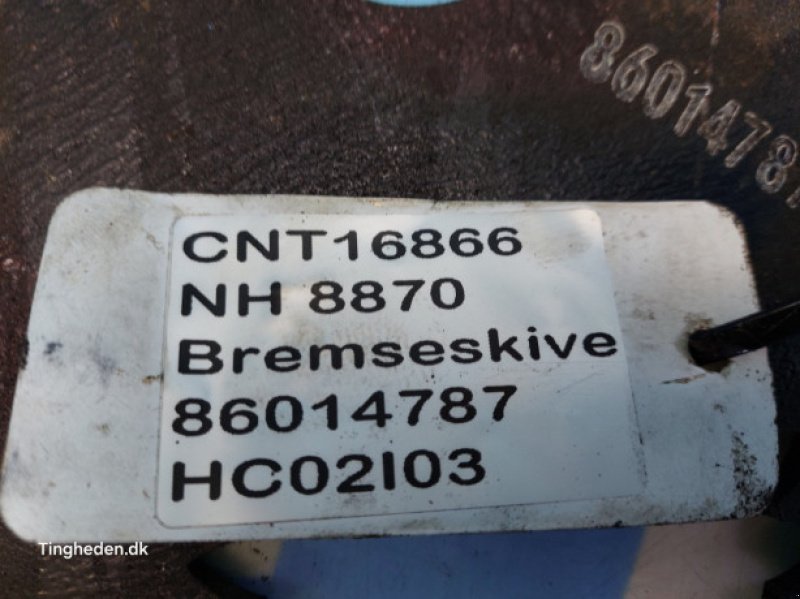 86014787
CNT16866
NH 8870
Bremseskive
86014787
HC02I03
Tingheden.dk